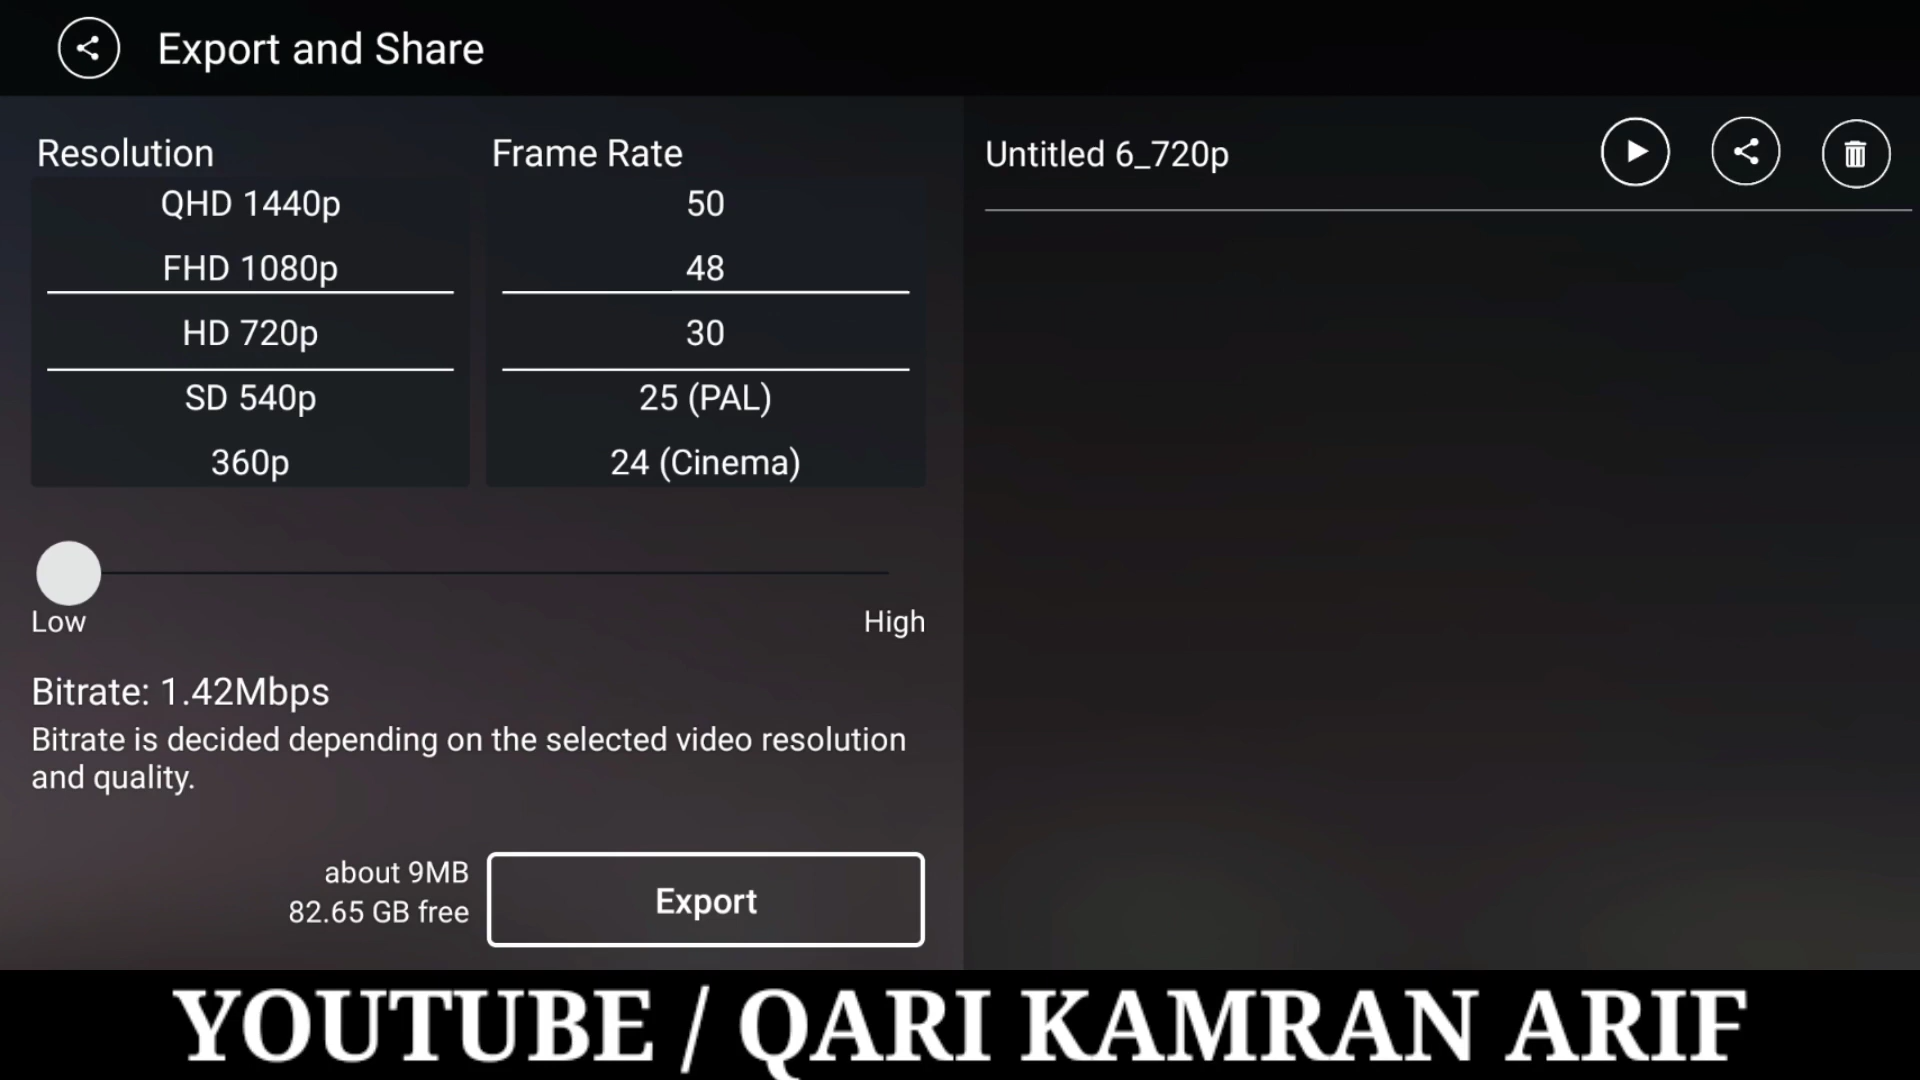 Export and Share
Resolution
QHD 1440p
FHD 1080p
HD 720p
SD 540p
360p
Frame Rate
50
48
30
25 (PAL)
24 (Cinema)
Low
High
Bitrate: 1.42Mbps
Bitrate is decided depending on the selected video resolution
and quality.
about 9MB
82.65 GB free
Export
Untitled 6_720p
YOUTUBE / QARI KAMRAN ARIF